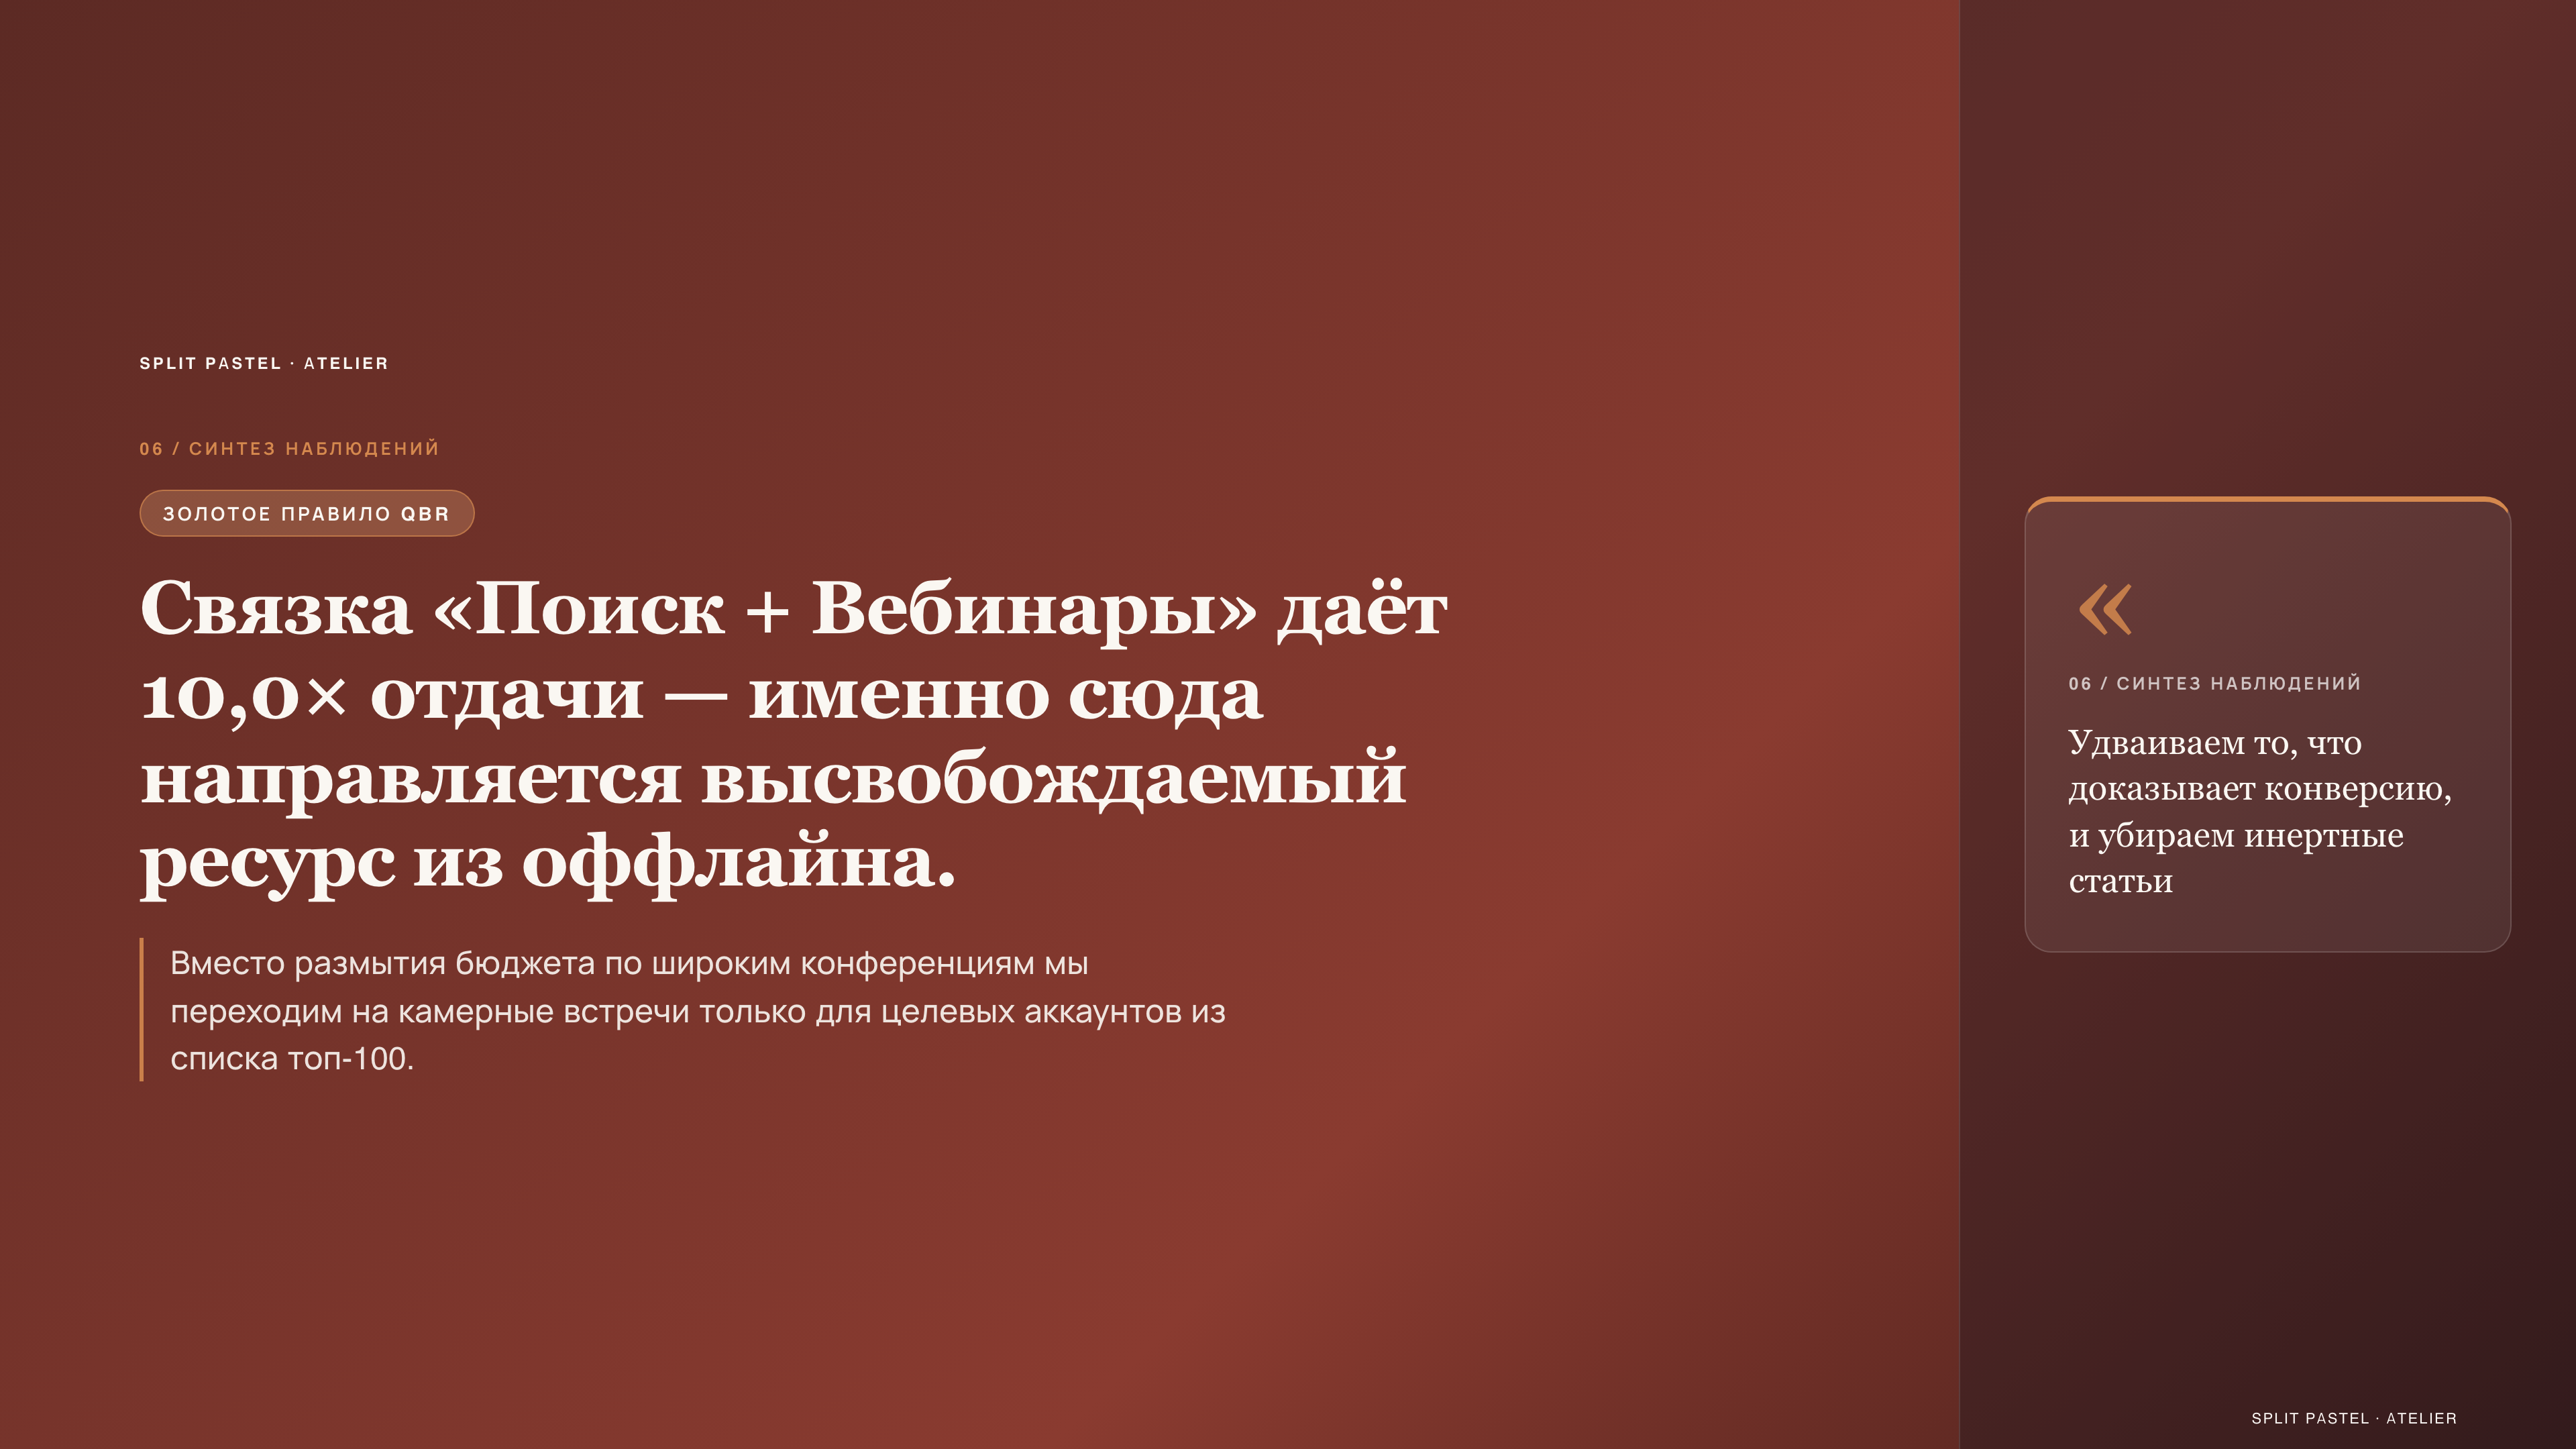 SPLIT PASTEL · ATELIER
06 / СИНТЕЗ НАБЛЮДЕНИЙ
ЗОЛОТОЕ ПРАВИЛО QBR
Связка «Поиск + Вебинары» даёт
10,0× отдачи — именно сюда
направляется высвобождаемый
ресурс из оффлайна.
Вместо размытия бюджета по широким конференциям мы
переходим на камерные встречи только для целевых аккаунтов из
списка топ-100.
«
06 / СИНТЕЗ НАБЛЮДЕНИЙ
Удваиваем то, что
доказывает конверсию,
и убираем инертные
статьи
SPLIT PASTEL · ATELIER